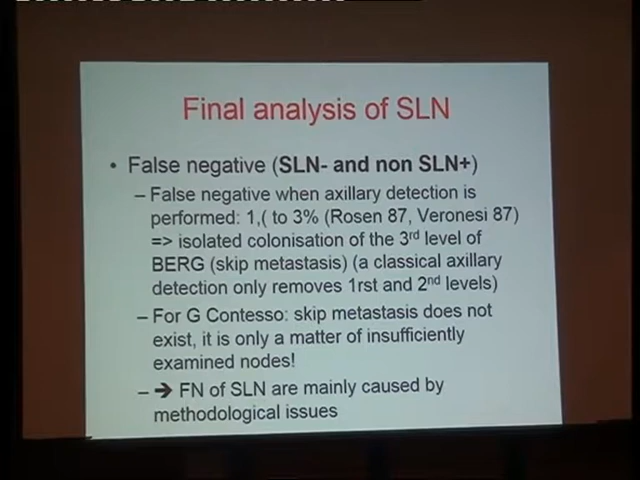 Final analysis of SLN
• False negative (SLN- and non SLN+)
– False negative when axillary detection is
performed: 1,( to 3% (Rosen 87, Veronesi 87)
=> isolated colonisation of the 3rd level of
BERG (skip metastasis) (a classical axillary
detection only removes 1rst and 2nd levels)
– For G Contesso: skip metastasis does not
exist, it is only a matter of insufficiently
examined nodes!
– ➔ FN of SLN are mainly caused by
methodological issues